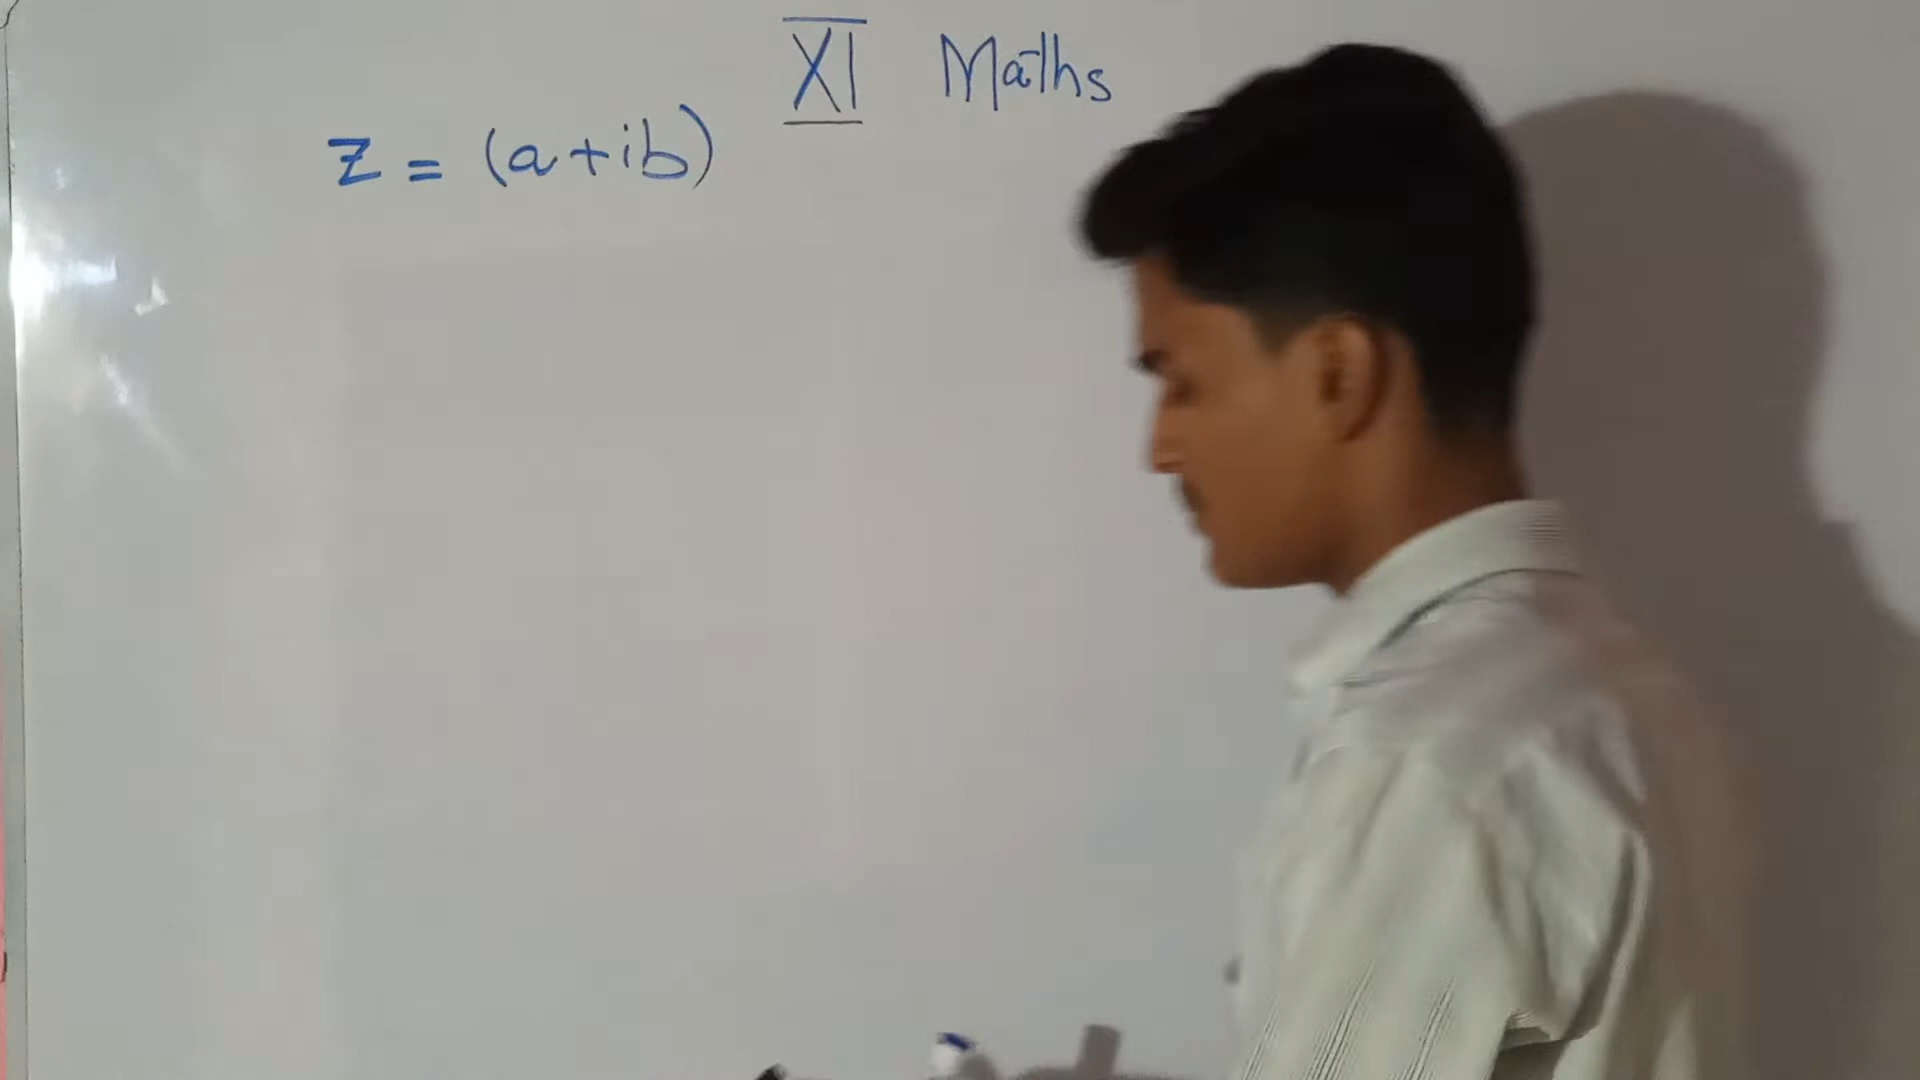 XI Maths
z = (a+ib)